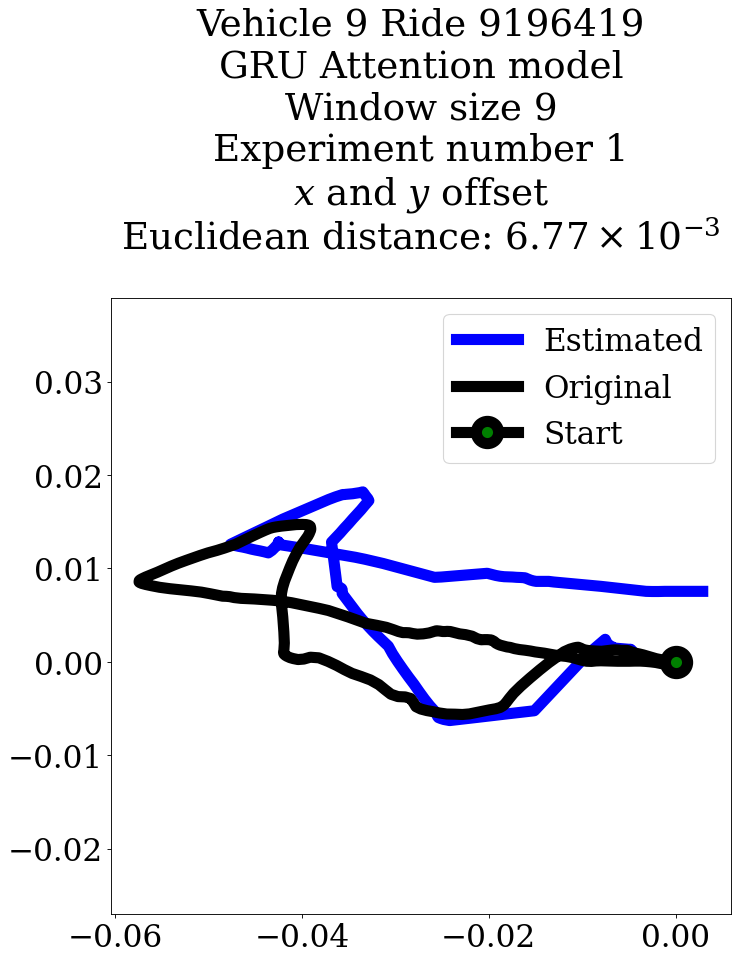 Vehicle 9 Ride 9196419
GRU Attention model
Window size 9
Experiment number 1
x and y offset
Euclidean distance: 6.77 × 10⁻³
Estimated
Original
Start
0.03
0.02
0.01
0.00
−0.01
−0.02
−0.06
−0.04
−0.02
0.00